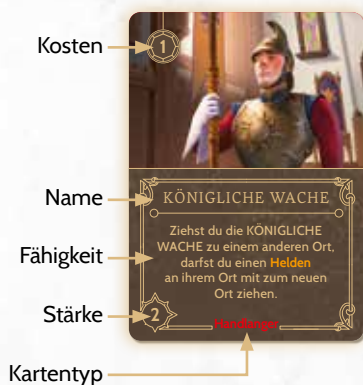 Kosten
1
Name
KÖNIGLICHE WACHE
Ziehst du die KÖNIGLICHE
WACHE zu einem anderen Ort,
darfst du einen Helden
an ihrem Ort mit zum neuen
Ort ziehen.
Fähigkeit
Stärke
2
Handlanger
Kartentyp